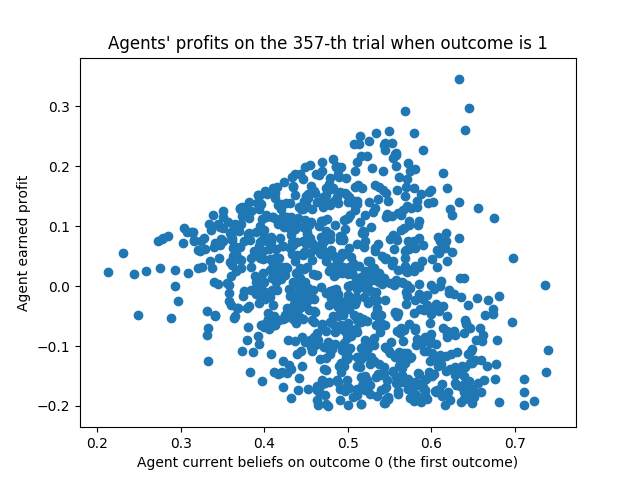 Agents' profits on the 357-th trial when outcome is 1
Agent earned profit
0.3
0.2
0.1
0.0
−0.1
−0.2
0.2 0.3 0.4 0.5 0.6 0.7
Agent current beliefs on outcome 0 (the first outcome)